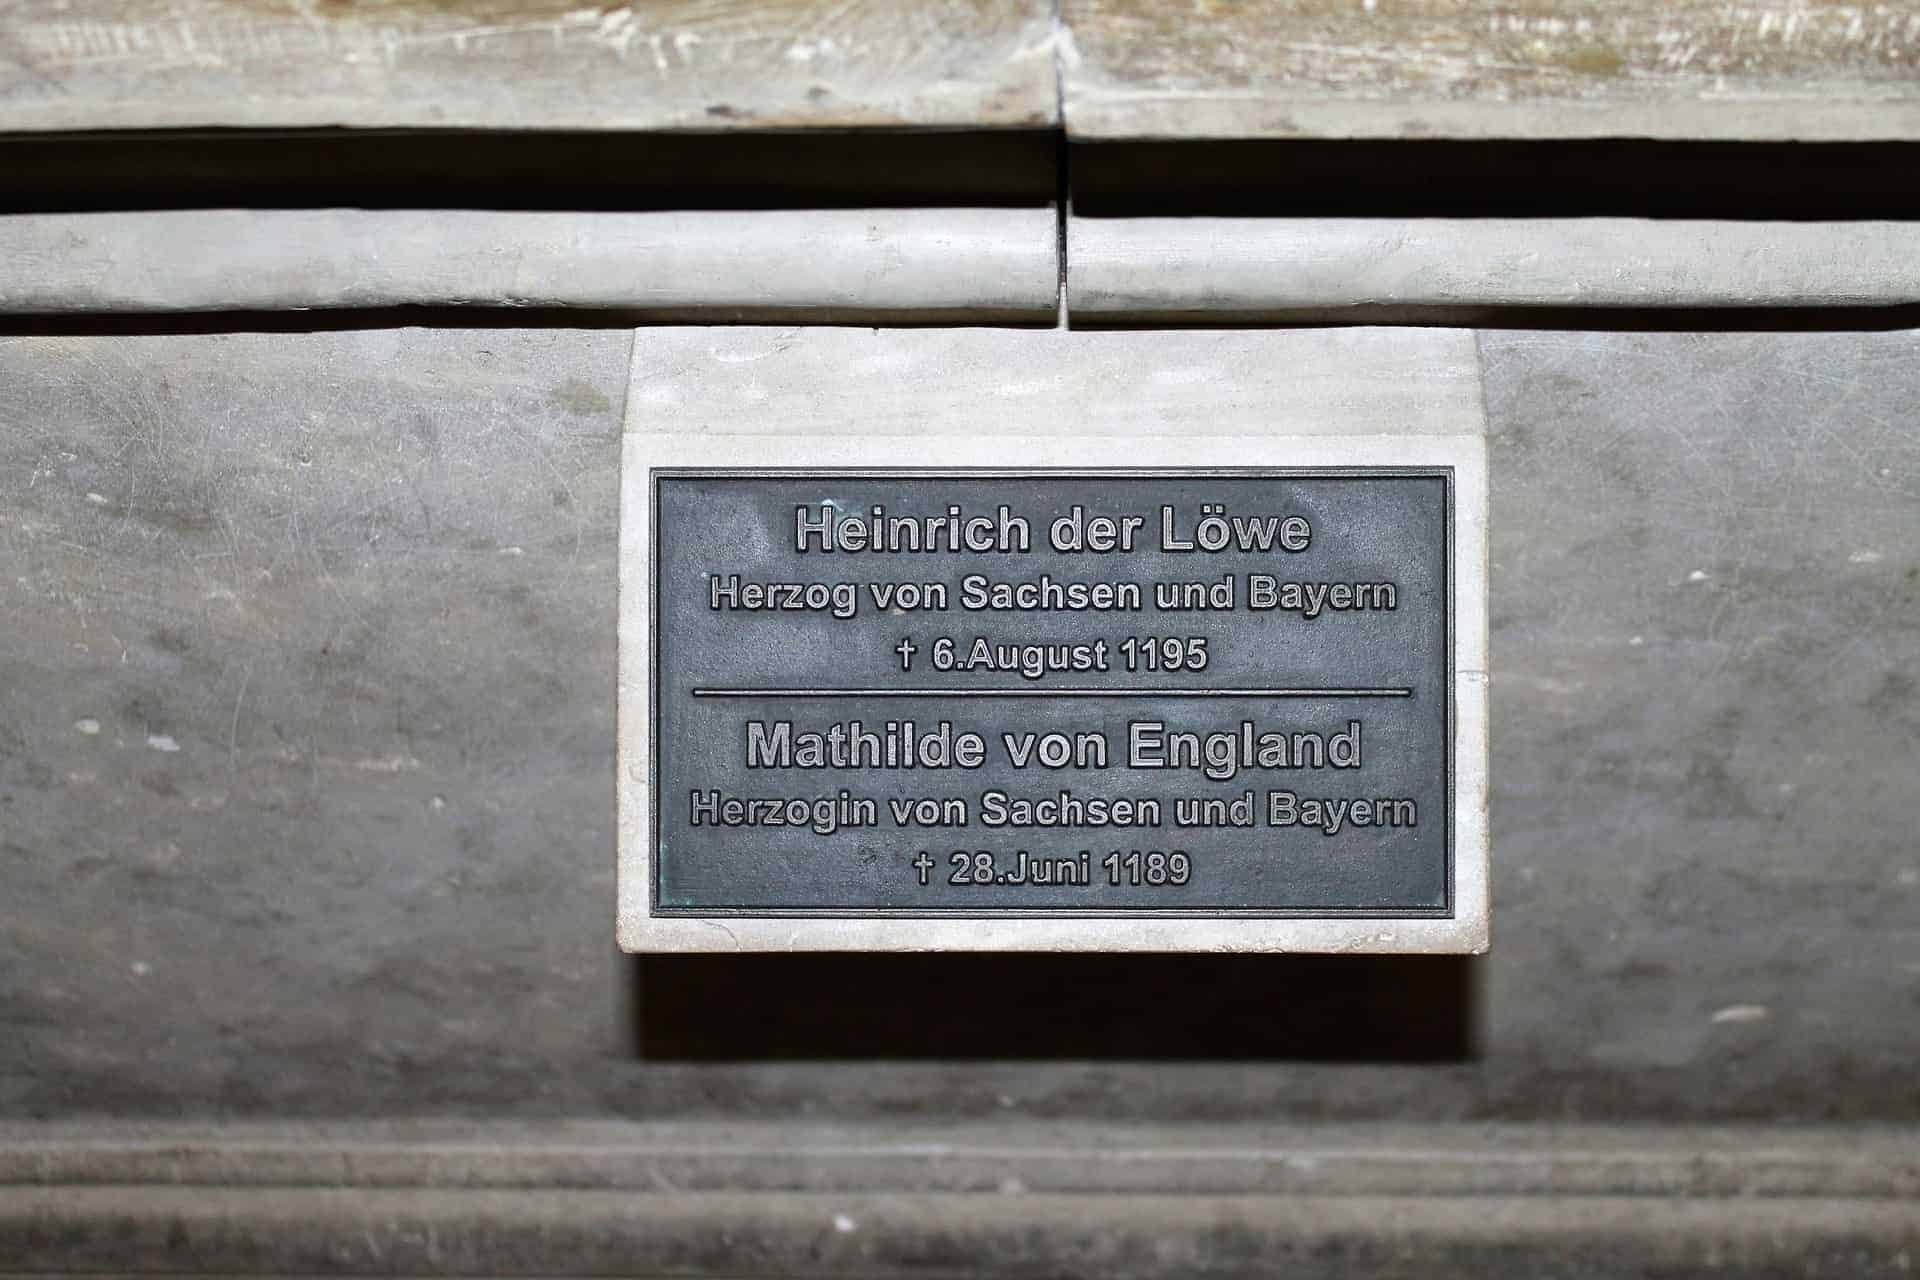 Heinrich der Löwe
Herzog von Sachsen und Bayern
† 6.August 1195
Mathilde von England
Herzogin von Sachsen und Bayern
† 28.Juni 1189